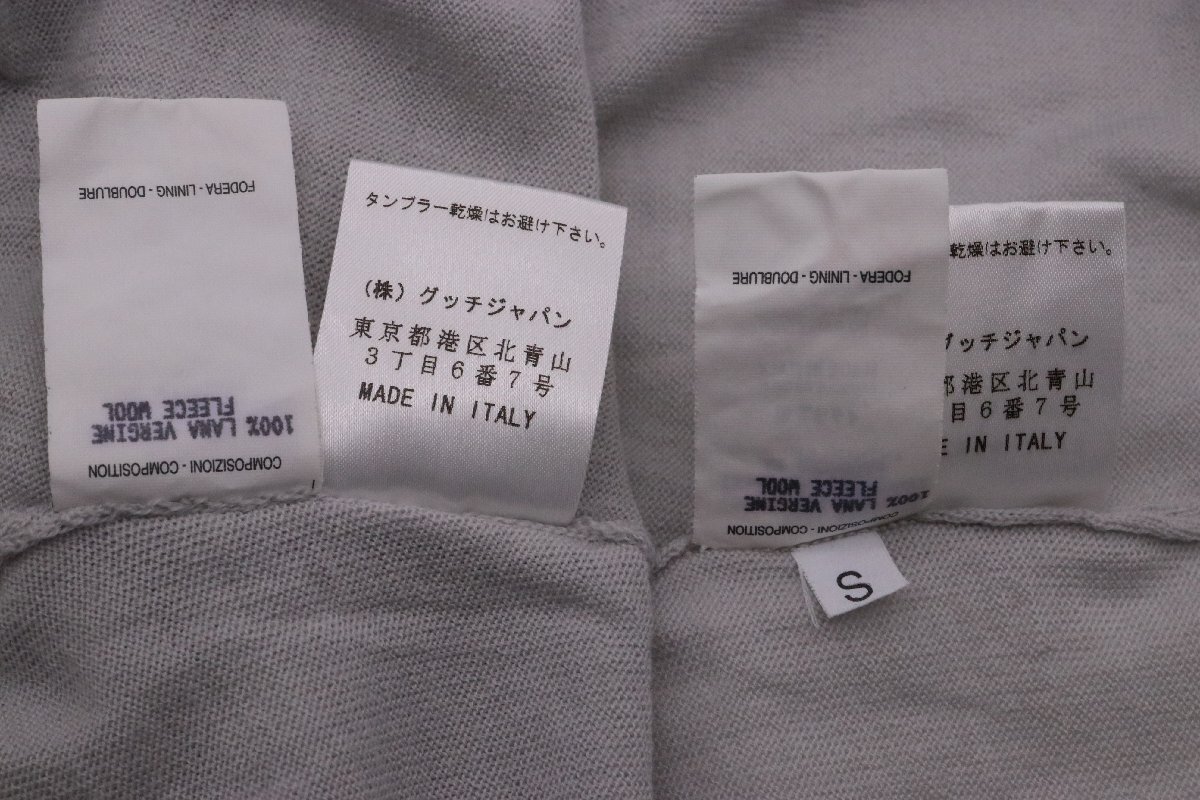 FODERA - LINING - DOUBLURE
100% LANA VERGINE
FLEECE WOOL
COMPOSIZIONI - COMPOSITION
タンブラー乾燥はお避け下さい。
(株) グッチジャパン
東京都港区北青山
3丁目6番7号
MADE IN ITALY
FODERA - LINING - DOUBLURE
100% LANA VERGINE
FLEECE WOOL
COMPOSIZIONI - COMPOSITION
乾燥はお避け下さい。
グッチジャパン
都港区北青山
目6番7号
E IN ITALY
S